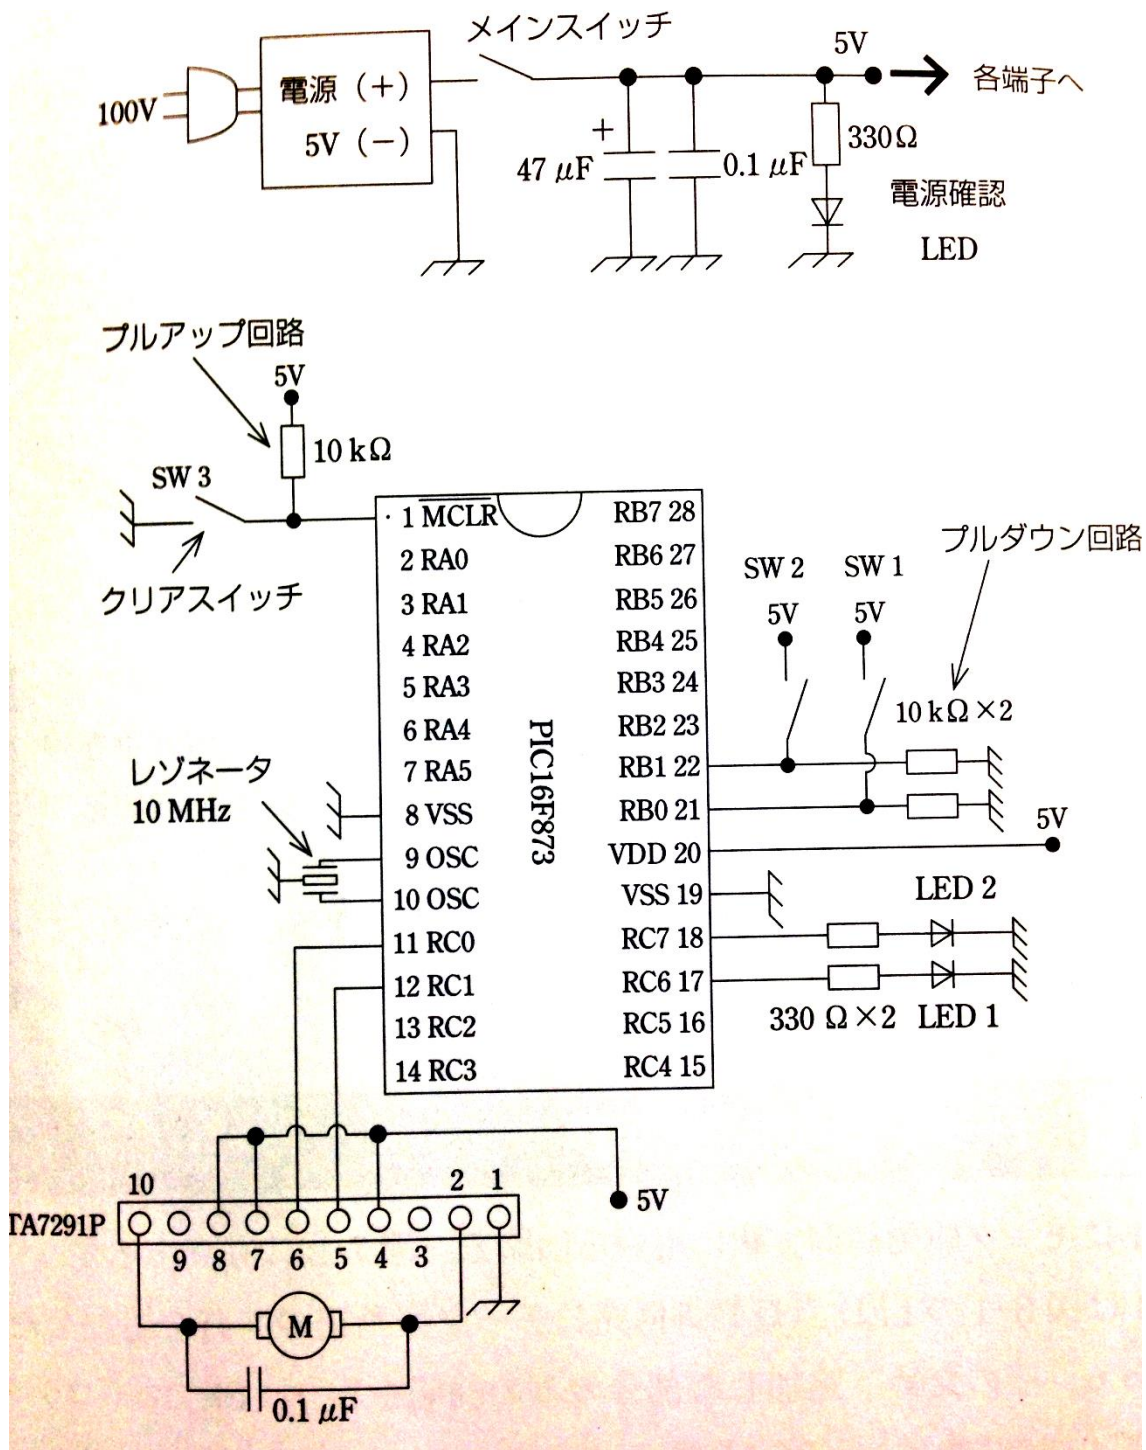 メインスイッチ
100V
電源 (+)
5V (−)
5V
各端子へ
+
47 μF
0.1 μF
330Ω
電源確認
LED
プルアップ回路
5V
10 kΩ
SW 3
クリアスイッチ
1 MCLR
2 RA0
3 RA1
4 RA2
5 RA3
6 RA4
7 RA5
8 VSS
9 OSC
10 OSC
11 RC0
12 RC1
13 RC2
14 RC3
PIC16F873
RB7 28
RB6 27
RB5 26
RB4 25
RB3 24
RB2 23
RB1 22
RB0 21
VDD 20
VSS 19
RC7 18
RC6 17
RC5 16
RC4 15
レゾネータ
10 MHz
プルダウン回路
SW 2
SW 1
5V
5V
10 kΩ×2
5V
LED 2
330 Ω×2
LED 1
TA7291P
10
2
1
9
8
7
6
5
4
3
5V
M
0.1 μF